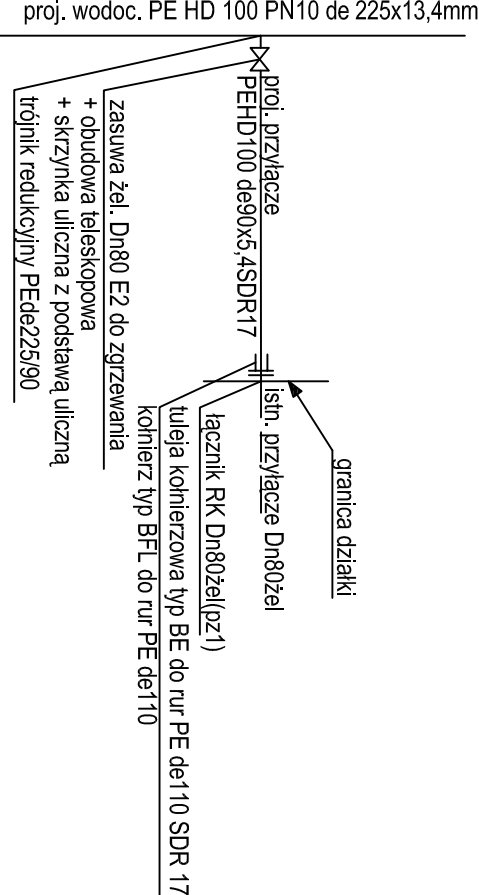 proj. wodoc. PE HD 100 PN10 de 225x13,4mm
proj. przyłącze
PEHD100 de90x5,4SDR17
zasuwa żel. Dn80 E2 do zgrzewania
+ obudowa teleskopowa
+ skrzynka uliczna z podstawą uliczną
trójnik redukcyjny PEde225/90
granica działki
istn. przyłącze Dn80żel
łącznik RK Dn80żel(pz1)
tuleja kołnierzowa typ BE do rur PE de110 SDR 17
kołnierz typ BFL do rur PE de110